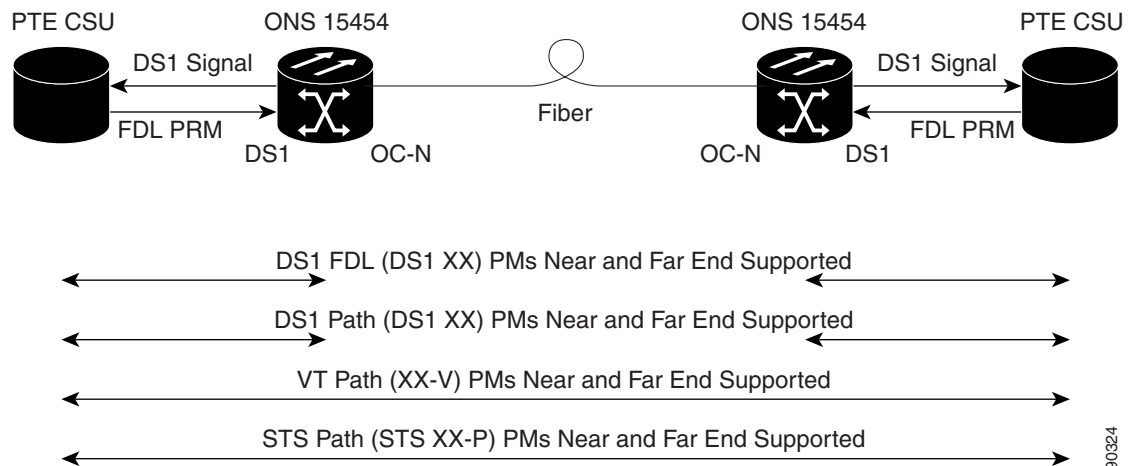 PTE CSU
ONS 15454
ONS 15454
PTE CSU
DS1 Signal
DS1 Signal
Fiber
FDL PRM
FDL PRM
DS1
OC-N
OC-N
DS1
DS1 FDL (DS1 XX) PMs Near and Far End Supported
DS1 Path (DS1 XX) PMs Near and Far End Supported
VT Path (XX-V) PMs Near and Far End Supported
STS Path (STS XX-P) PMs Near and Far End Supported
90324